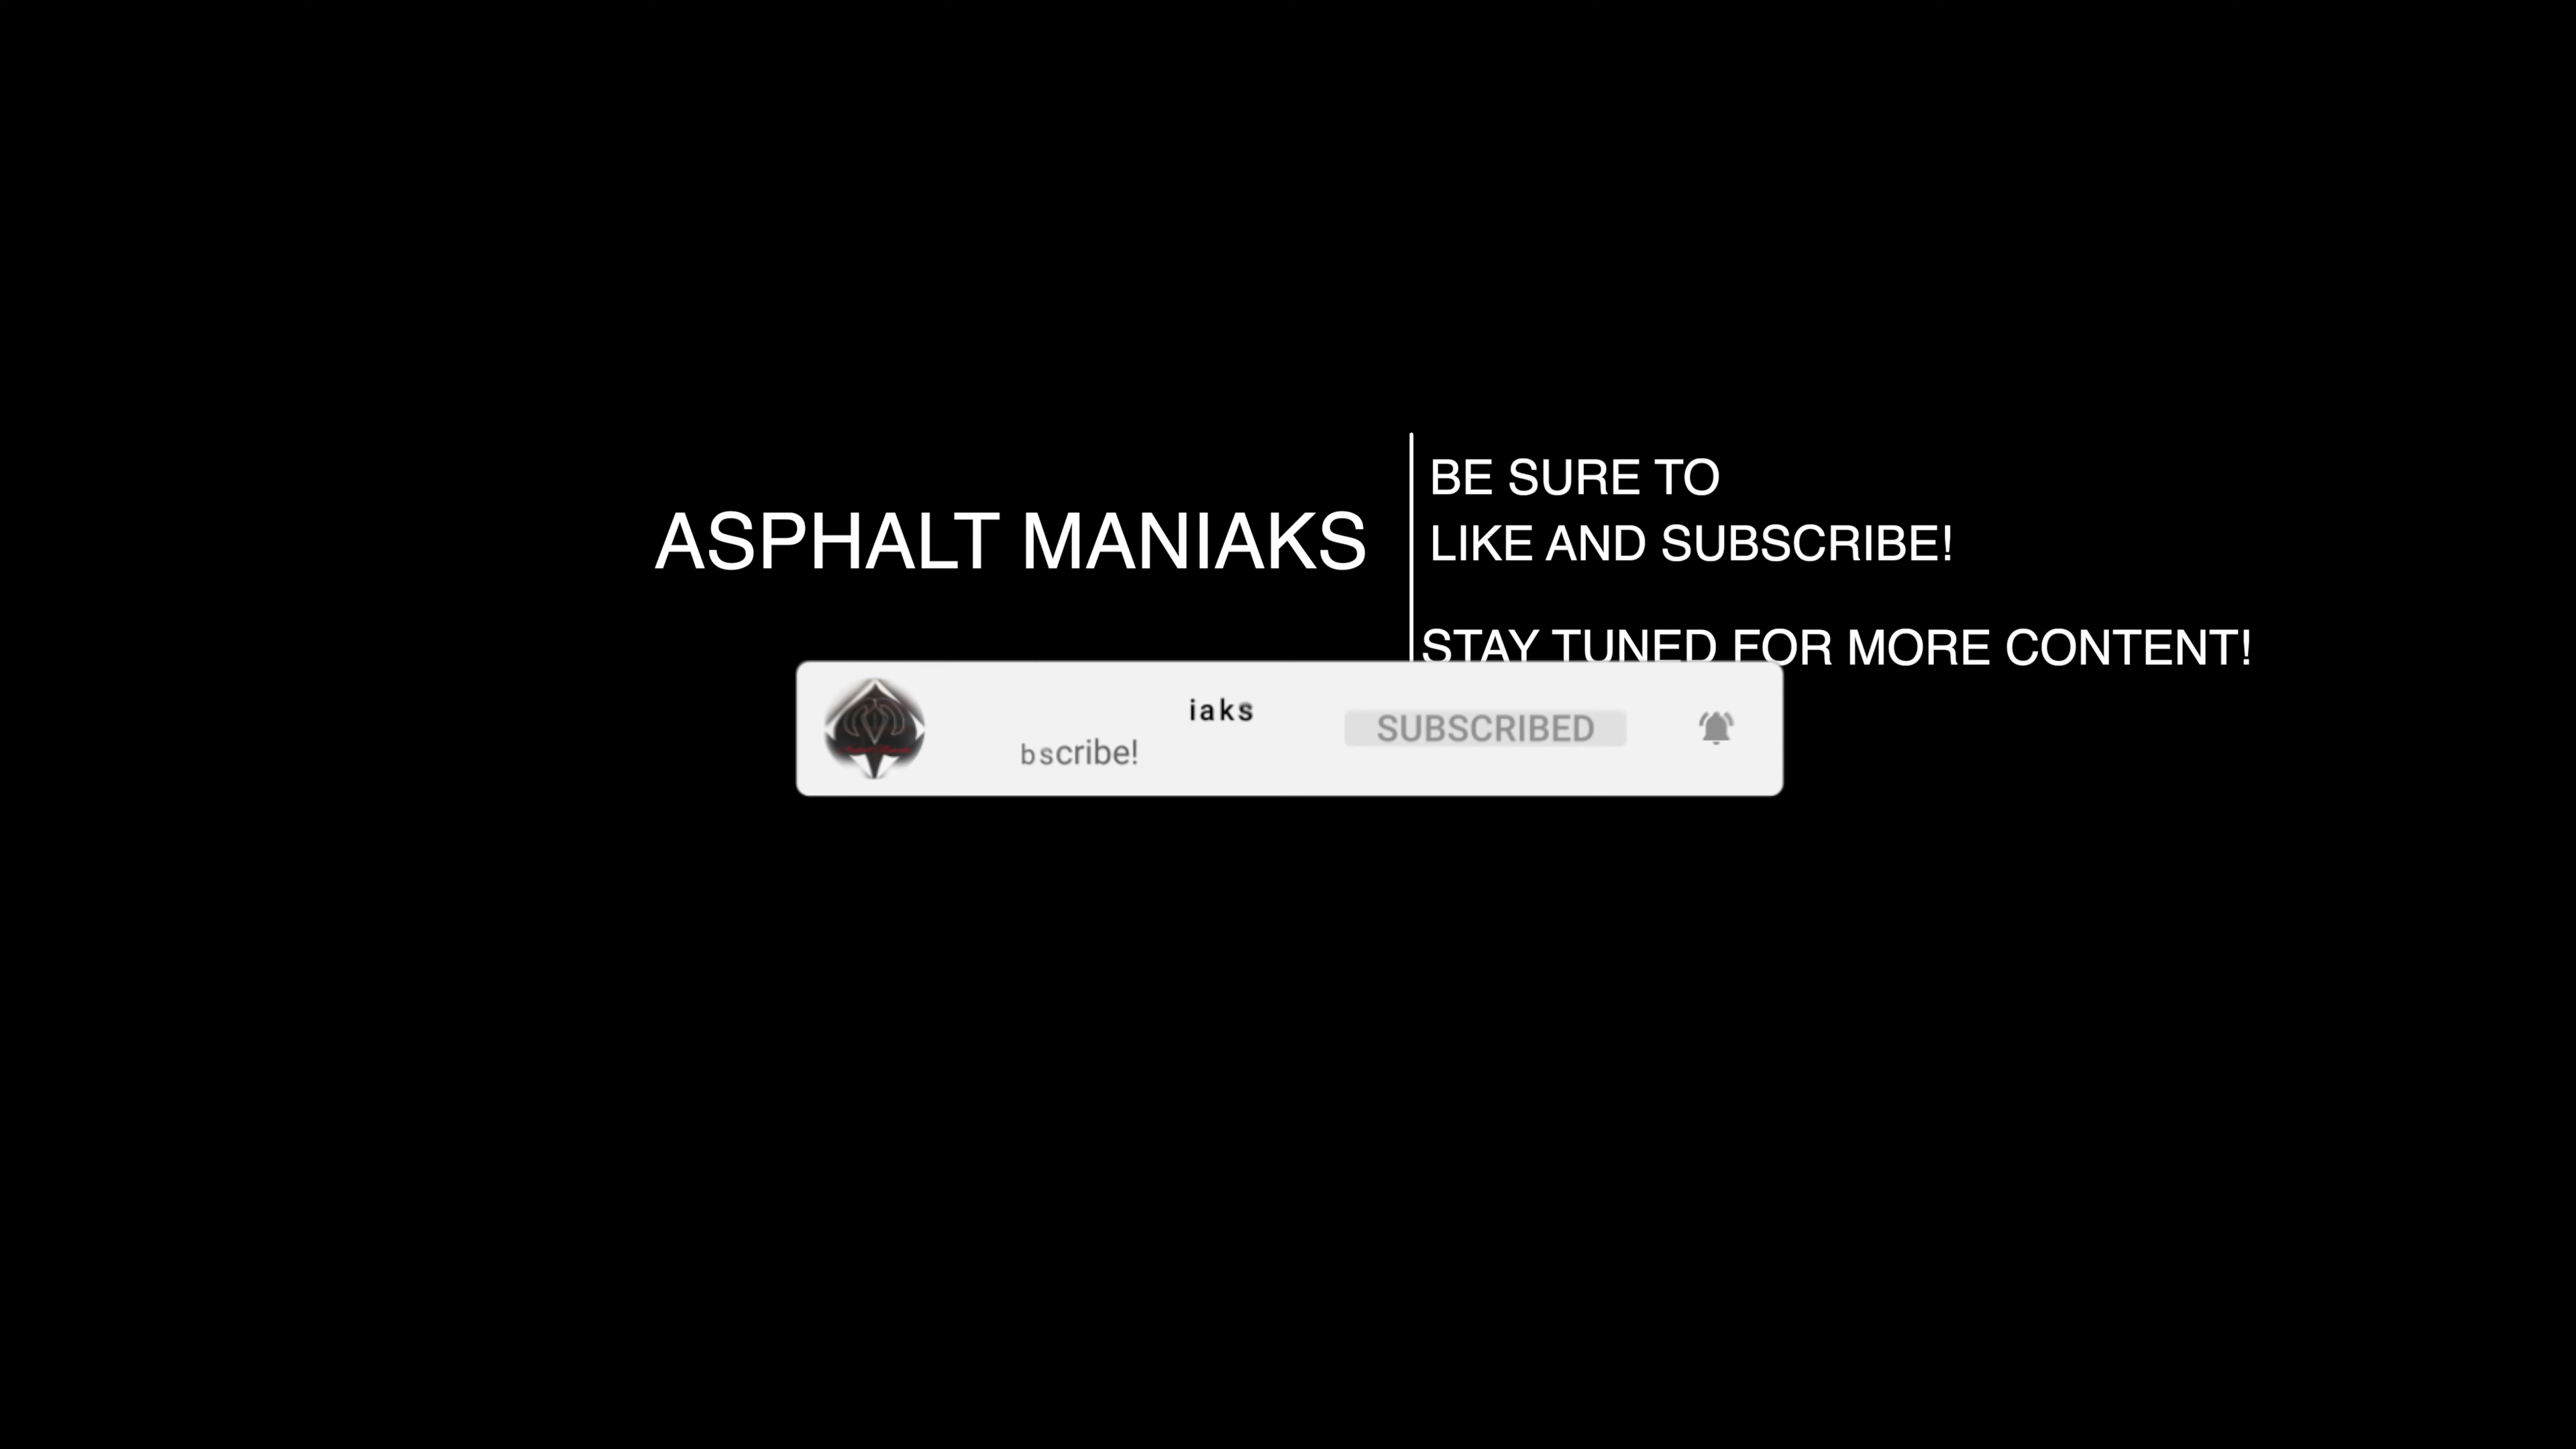 ASPHALT MANIAKS
BE SURE TO
LIKE AND SUBSCRIBE!
STAY TUNED FOR MORE CONTENT!
iaks
bscribe!
SUBSCRIBED